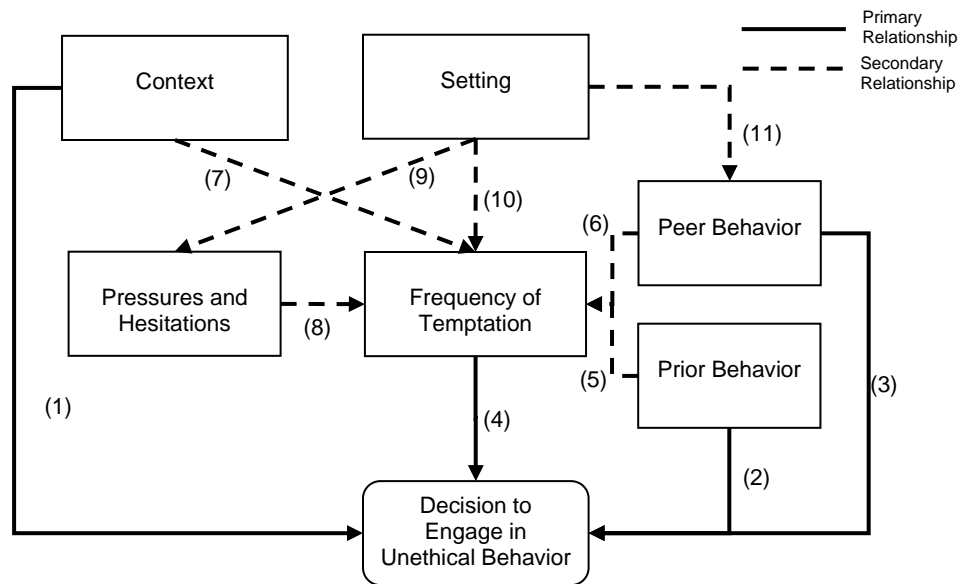 Primary
Relationship
Secondary
Relationship
Context
Setting
(11)
(7)
(9)
(10)
(6)
Peer Behavior
Pressures and
Hesitations
(8)
Frequency of
Temptation
Prior Behavior
(5)
(3)
(1)
(4)
(2)
Decision to
Engage in
Unethical Behavior